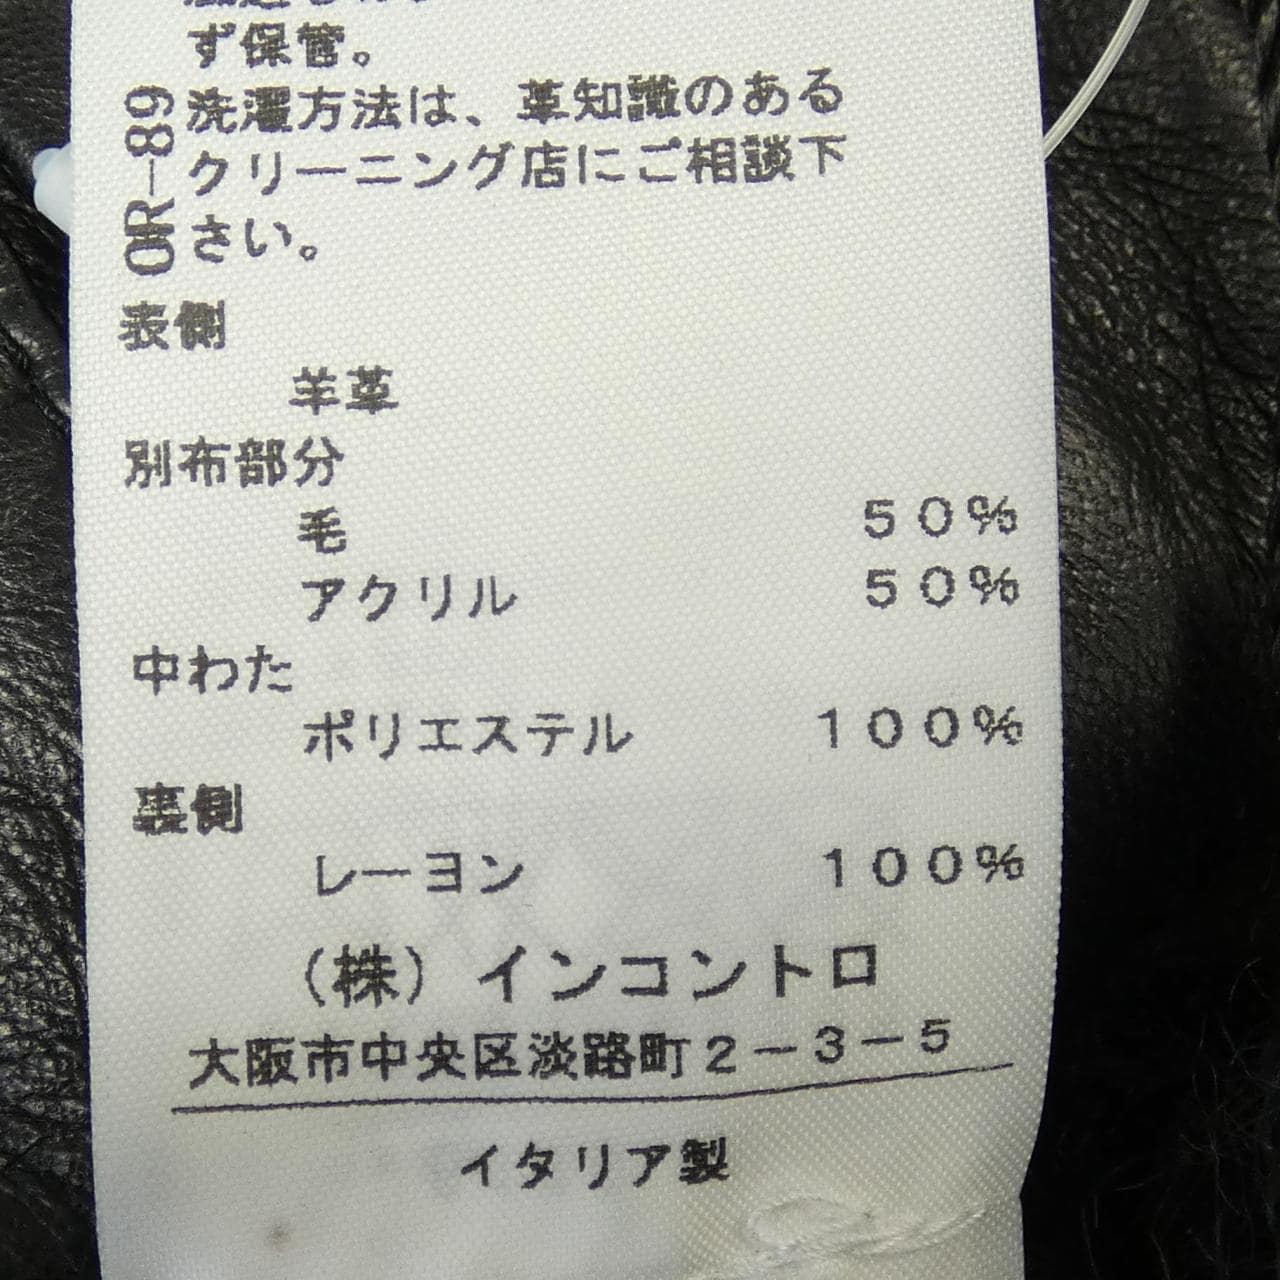 ず保管。
洗濯方法は、革知識のある
クリーニング店にご相談下
さい。
OR-89
表側
羊革
別布部分
毛 50%
アクリル 50%
中わた
ポリエステル 100%
裏側
レーヨン 100%
(株)インコントロ
大阪市中央区淡路町2-3-5
イタリア製